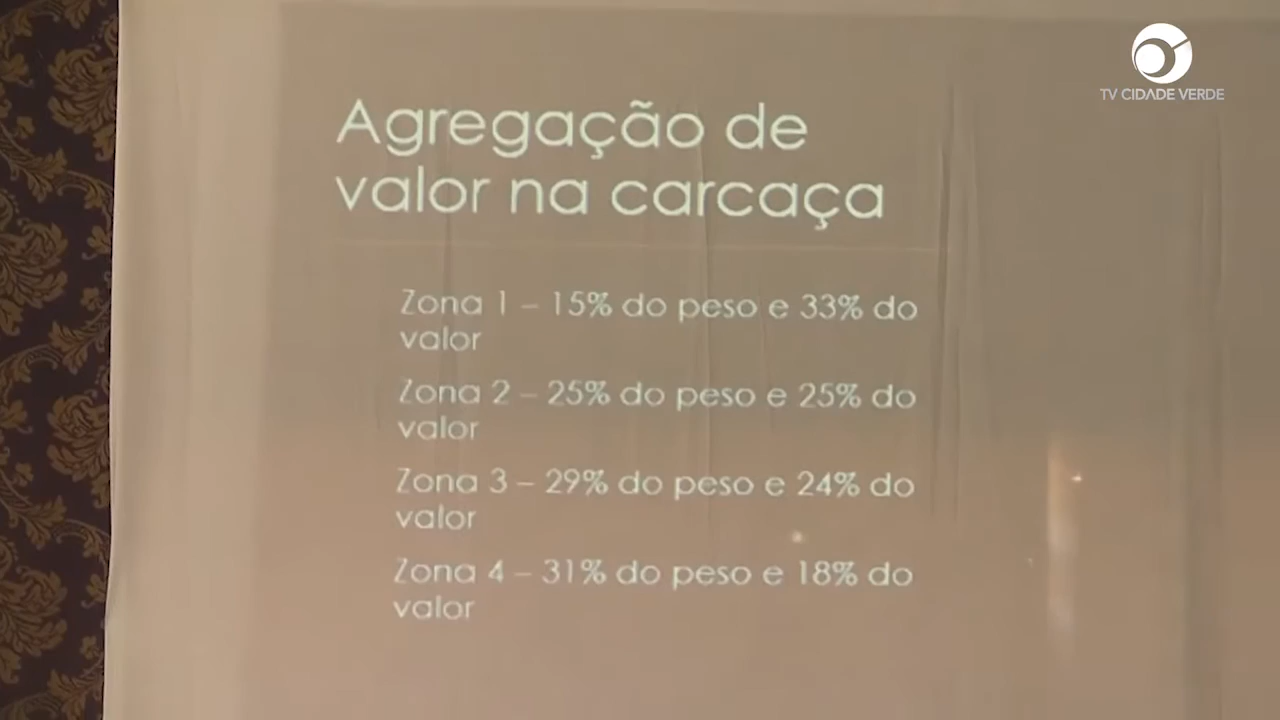 TV CIDADE VERDE
Agregação de
valor na carcaça
Zona 1 – 15% do peso e 33% do
valor
Zona 2 – 25% do peso e 25% do
valor
Zona 3 – 29% do peso e 24% do
valor
Zona 4 – 31% do peso e 18% do
valor